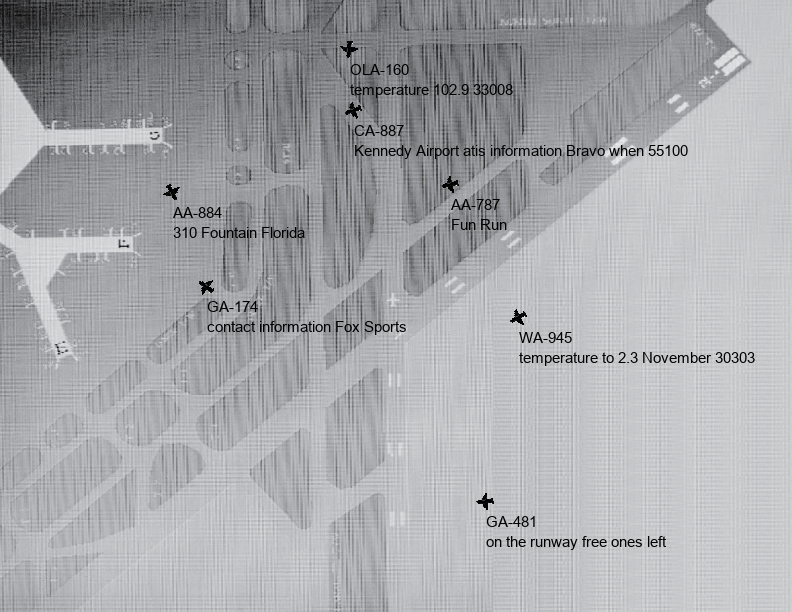 OLA-160
temperature 102.9 33008
CA-887
Kennedy Airport atis information Bravo when 55100
AA-884
310 Fountain Florida
AA-787
Fun Run
GA-174
contact information Fox Sports
WA-945
temperature to 2.3 November 30303
GA-481
on the runway free ones left